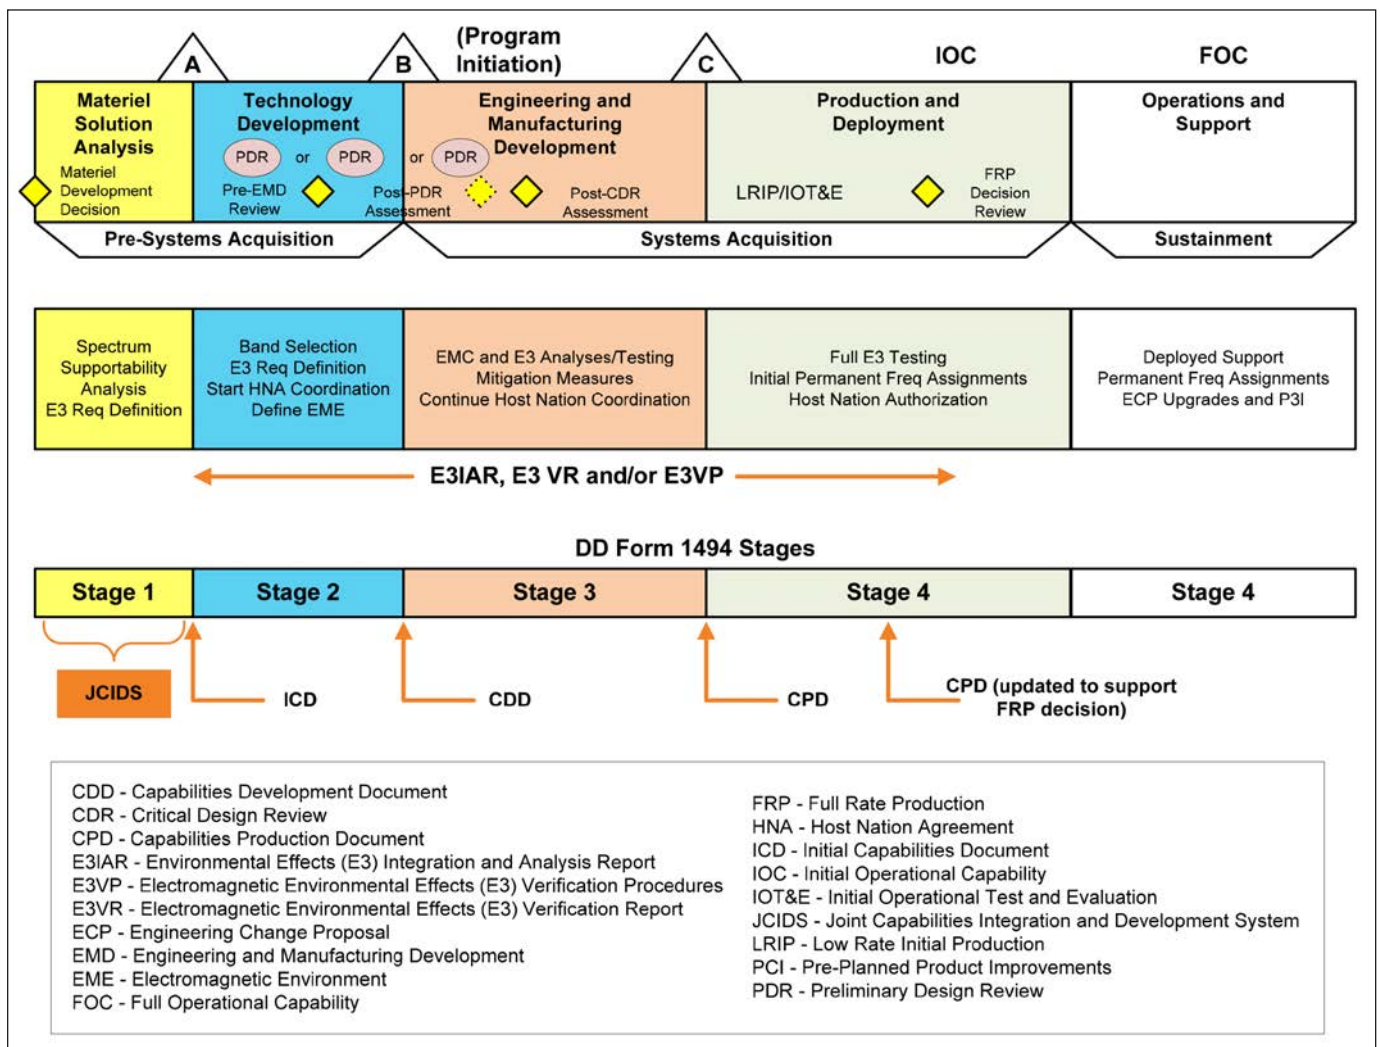 A
B
(Program
Initiation)
C
IOC
FOC
Materiel
Solution
Analysis
Materiel
Development
Decision
Technology
Development
PDR or PDR or PDR
Pre-EMD
Review
Post-PDR
Assessment
Engineering and
Manufacturing
Development
Post-CDR
Assessment
Production and
Deployment
LRIP/IOT&E
FRP
Decision
Review
Operations and
Support
Pre-Systems Acquisition
Systems Acquisition
Sustainment
Spectrum
Supportability
Analysis
E3 Req Definition
Band Selection
E3 Req Definition
Start HNA Coordination
Define EME
EMC and E3 Analyses/Testing
Mitigation Measures
Continue Host Nation Coordination
Full E3 Testing
Initial Permanent Freq Assignments
Host Nation Authorization
Deployed Support
Permanent Freq Assignments
ECP Upgrades and P3I
E3IAR, E3 VR and/or E3VP
DD Form 1494 Stages
Stage 1
Stage 2
Stage 3
Stage 4
Stage 4
JCIDS
ICD
CDD
CPD
CPD (updated to support
FRP decision)
CDD - Capabilities Development Document
CDR - Critical Design Review
CPD - Capabilities Production Document
E3IAR - Environmental Effects (E3) Integration and Analysis Report
E3VP - Electromagnetic Environmental Effects (E3) Verification Procedures
E3VR - Electromagnetic Environmental Effects (E3) Verification Report
ECP - Engineering Change Proposal
EMD - Engineering and Manufacturing Development
EME - Electromagnetic Environment
FOC - Full Operational Capability
FRP - Full Rate Production
HNA - Host Nation Agreement
ICD - Initial Capabilities Document
IOC - Initial Operational Capability
IOT&E - Initial Operational Test and Evaluation
JCIDS - Joint Capabilities Integration and Development System
LRIP - Low Rate Initial Production
PCI - Pre-Planned Product Improvements
PDR - Preliminary Design Review